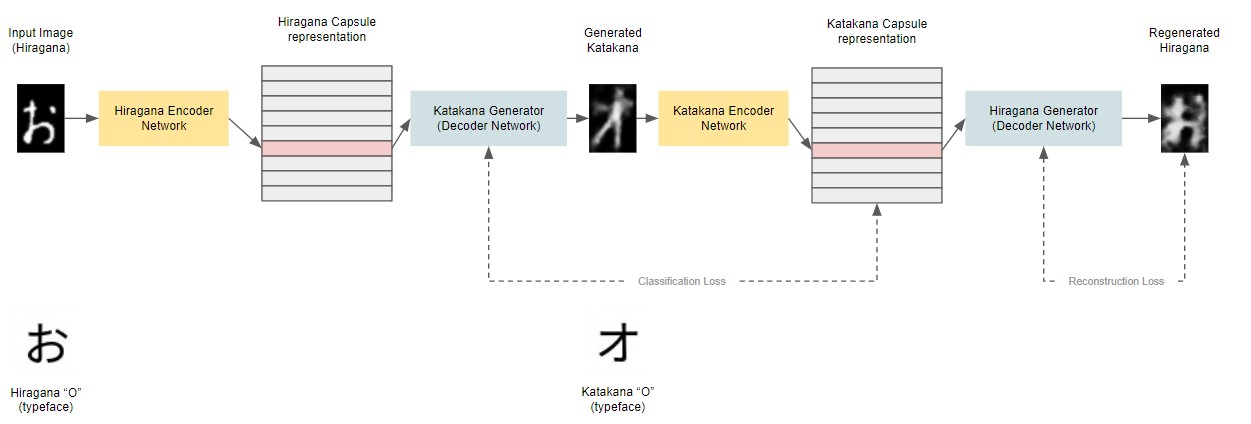 Input Image
(Hiragana)
Hiragana Capsule
representation
Generated
Katakana
Katakana Capsule
representation
Regenerated
Hiragana
お
Hiragana Encoder
Network
Katakana Generator
(Decoder Network)
Katakana Encoder
Network
Hiragana Generator
(Decoder Network)
Classification Loss
Reconstruction Loss
お
オ
Hiragana “O”
(typeface)
Katakana “O”
(typeface)